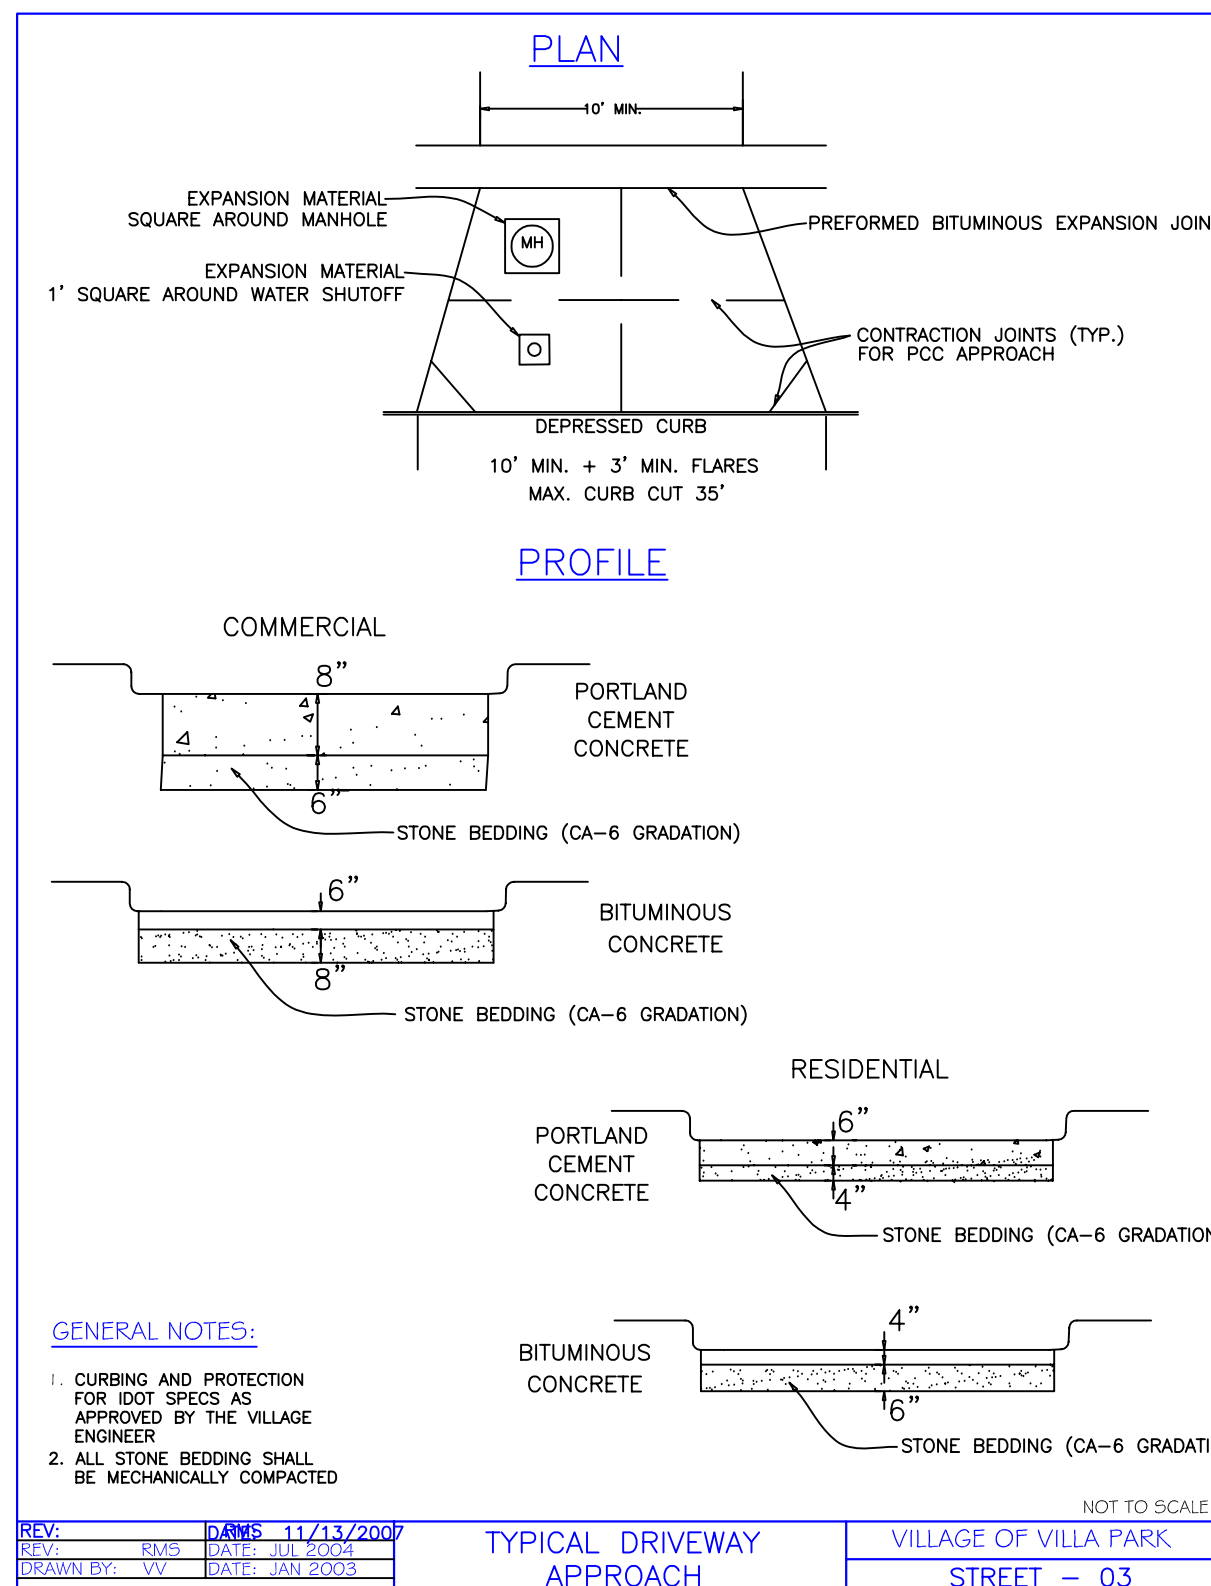 PLAN
10' MIN.
EXPANSION MATERIAL
SQUARE AROUND MANHOLE
MH
PREFORMED BITUMINOUS EXPANSION JOIN
EXPANSION MATERIAL
1' SQUARE AROUND WATER SHUTOFF
CONTRACTION JOINTS (TYP.)
FOR PCC APPROACH
DEPRESSED CURB
10' MIN. + 3' MIN. FLARES
MAX. CURB CUT 35'
PROFILE
COMMERCIAL
8"
PORTLAND
CEMENT
CONCRETE
6"
STONE BEDDING (CA-6 GRADATION)
6"
BITUMINOUS
CONCRETE
8"
STONE BEDDING (CA-6 GRADATION)
RESIDENTIAL
6"
PORTLAND
CEMENT
CONCRETE
4"
STONE BEDDING (CA-6 GRADATION
4"
BITUMINOUS
CONCRETE
6"
STONE BEDDING (CA-6 GRADATI
GENERAL NOTES:
1. CURBING AND PROTECTION
FOR IDOT SPECS AS
APPROVED BY THE VILLAGE
ENGINEER
2. ALL STONE BEDDING SHALL
BE MECHANICALLY COMPACTED
NOT TO SCALE
REV: RMS DATE: 11/13/2007
REV: RMS DATE: JUL 2004
DRAWN BY: VV DATE: JAN 2003
TYPICAL DRIVEWAY
APPROACH
VILLAGE OF VILLA PARK
STREET - 03